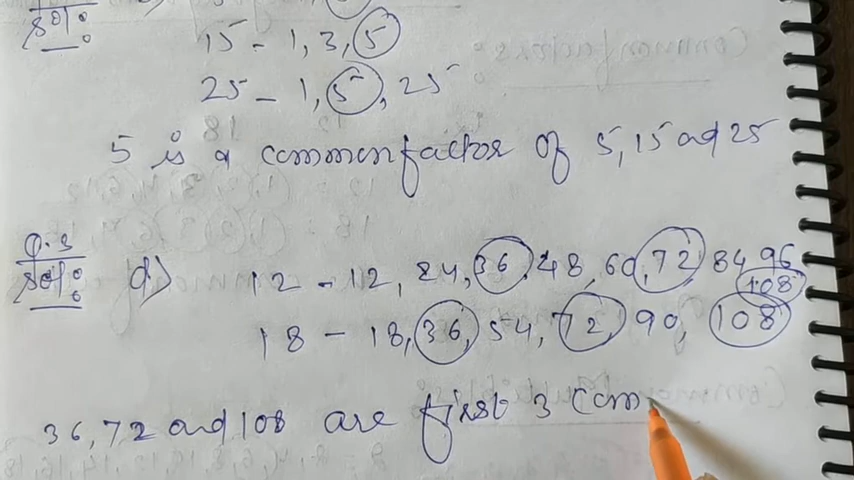 Sol:
15 - 1, 3, 5
25 - 1, 5, 25
5 is a common factor of 5, 15 ad 25
Q.3
Sol: d) 12 - 12, 24, 36, 48, 60, 72, 84, 96
108
18 - 18, 36, 54, 72, 90, 108
36, 72 and 108 are first 3 Com